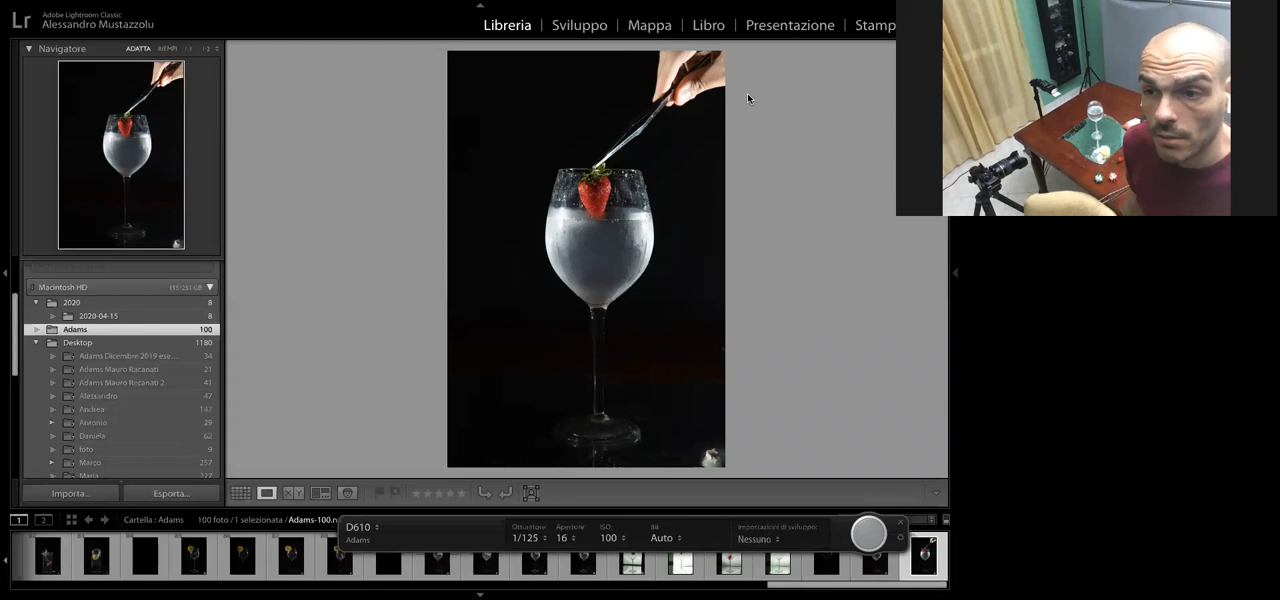 Adobe Lightroom Classic
Alessandro Mustazzolu
Libreria | Sviluppo | Mappa | Libro | Presentazione | Stamp
Navigatore
ADATTA
RIEMPI
Macintosh HD
2020 8
2020-04-15 8
Adams 100
Desktop 1180
Adams Dicembre 2019 ese... 34
Adams Mauro Racanati 21
Adams Mauro Recanati 2 41
Alessandro 47
Andrea 147
Antonio 29
Daniela 62
foto 9
Marco 257
Maria
Importa... Esporta...
X Y
1 2 Cartella : Adams 100 foto /1 selezionata /Adams-100.n
D610
Adams
Otturatore: Apertura: ISO: BB: Impostazioni di sviluppo:
1/125 16 100 Auto Nessuno